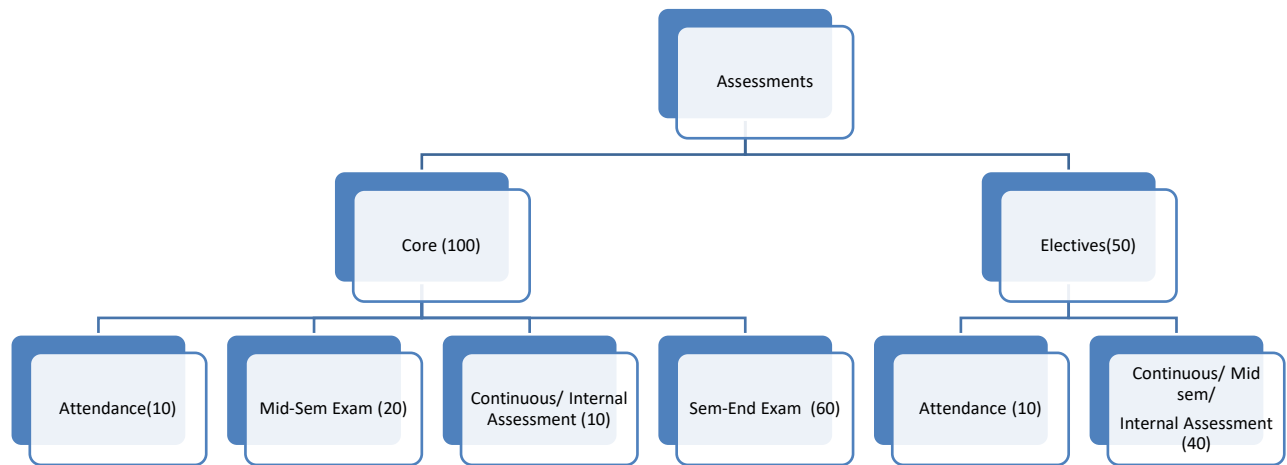 Assessments
Core (100)
Electives(50)
Attendance(10)
Mid-Sem Exam (20)
Continuous/ Internal
Assessment (10)
Sem-End Exam (60)
Attendance (10)
Continuous/ Mid
sem/
Internal Assessment
(40)